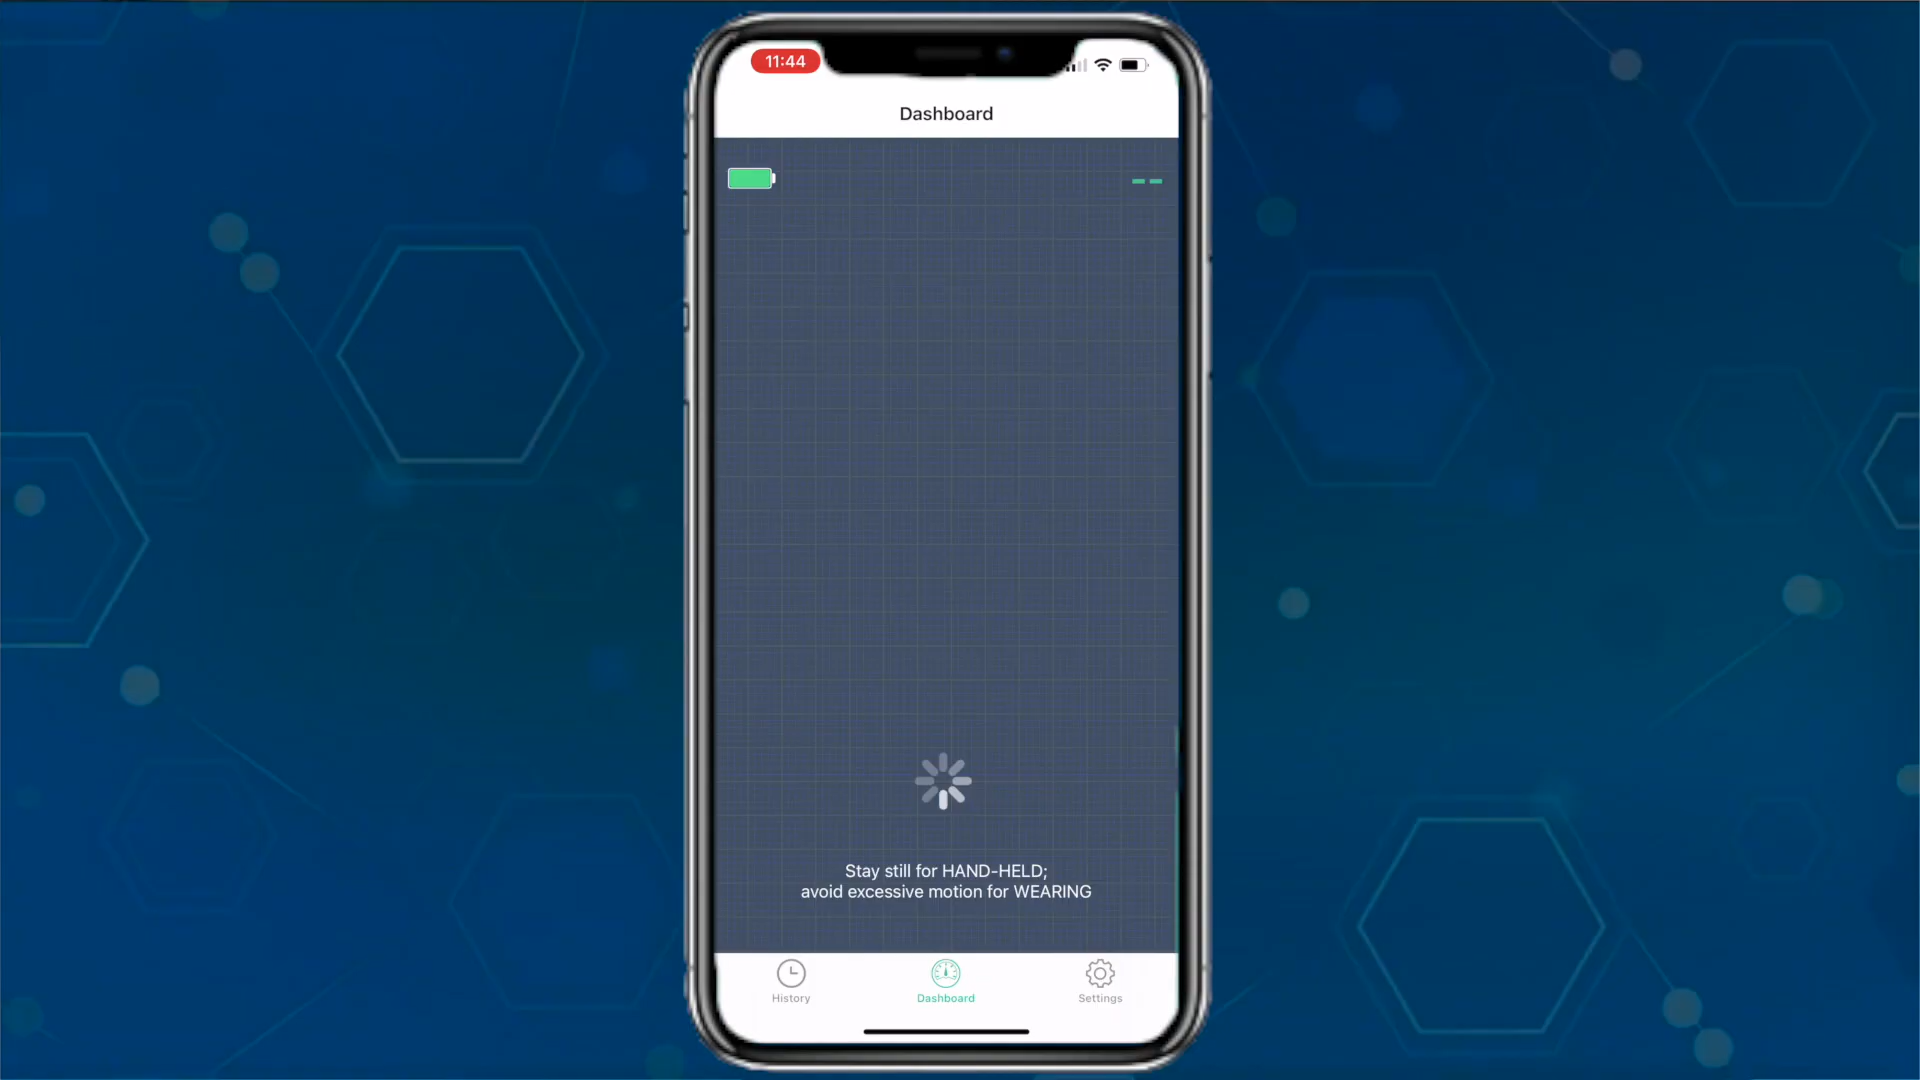 11:44
Dashboard
-- 
Stay still for HAND-HELD;
avoid excessive motion for WEARING
History
Dashboard
Settings